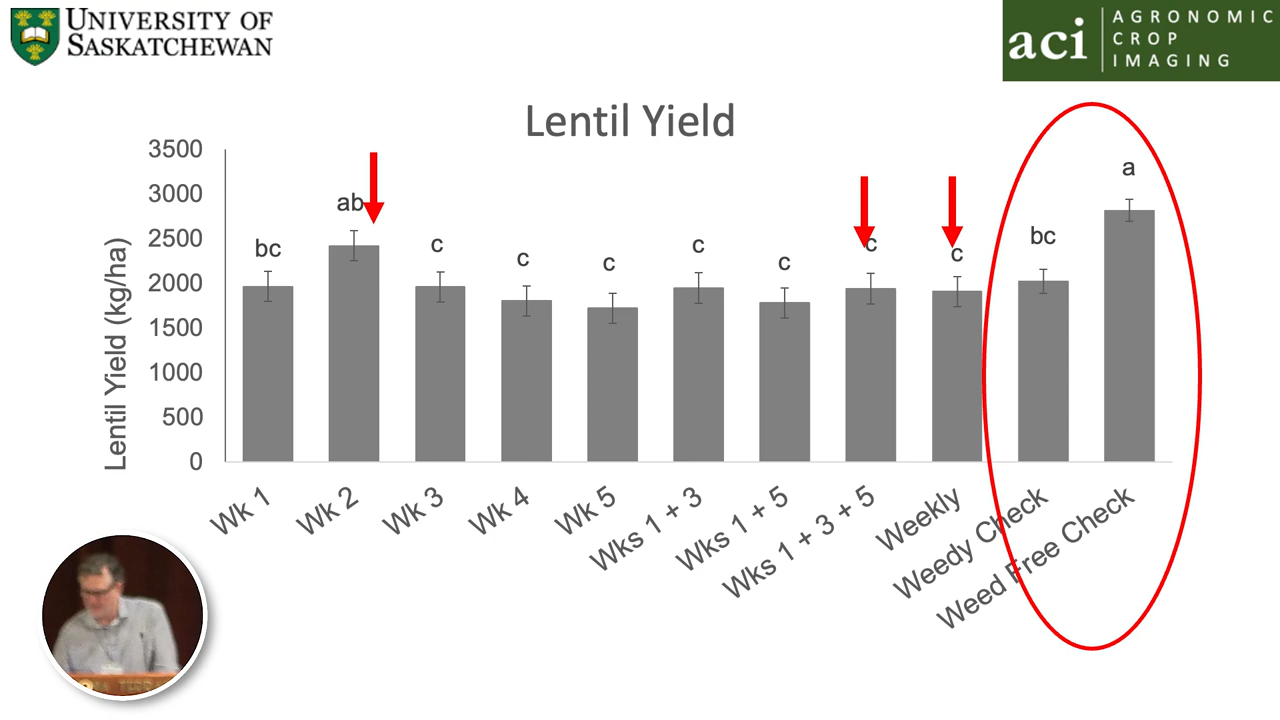 UNIVERSITY OF
SASKATCHEWAN
aci
AGRONOMIC
CROP
IMAGING
Lentil Yield
Lentil Yield (kg/ha)
3500
3000
2500
2000
1500
1000
500
0
bc
ab
c
c
c
c
c
c
c
bc
a
Wk 1
Wk 2
Wk 3
Wk 4
Wk 5
Wks 1 + 3
Wks 1 + 5
Wks 1 + 3 + 5
Weekly
Weedy Check
Weed Free Check